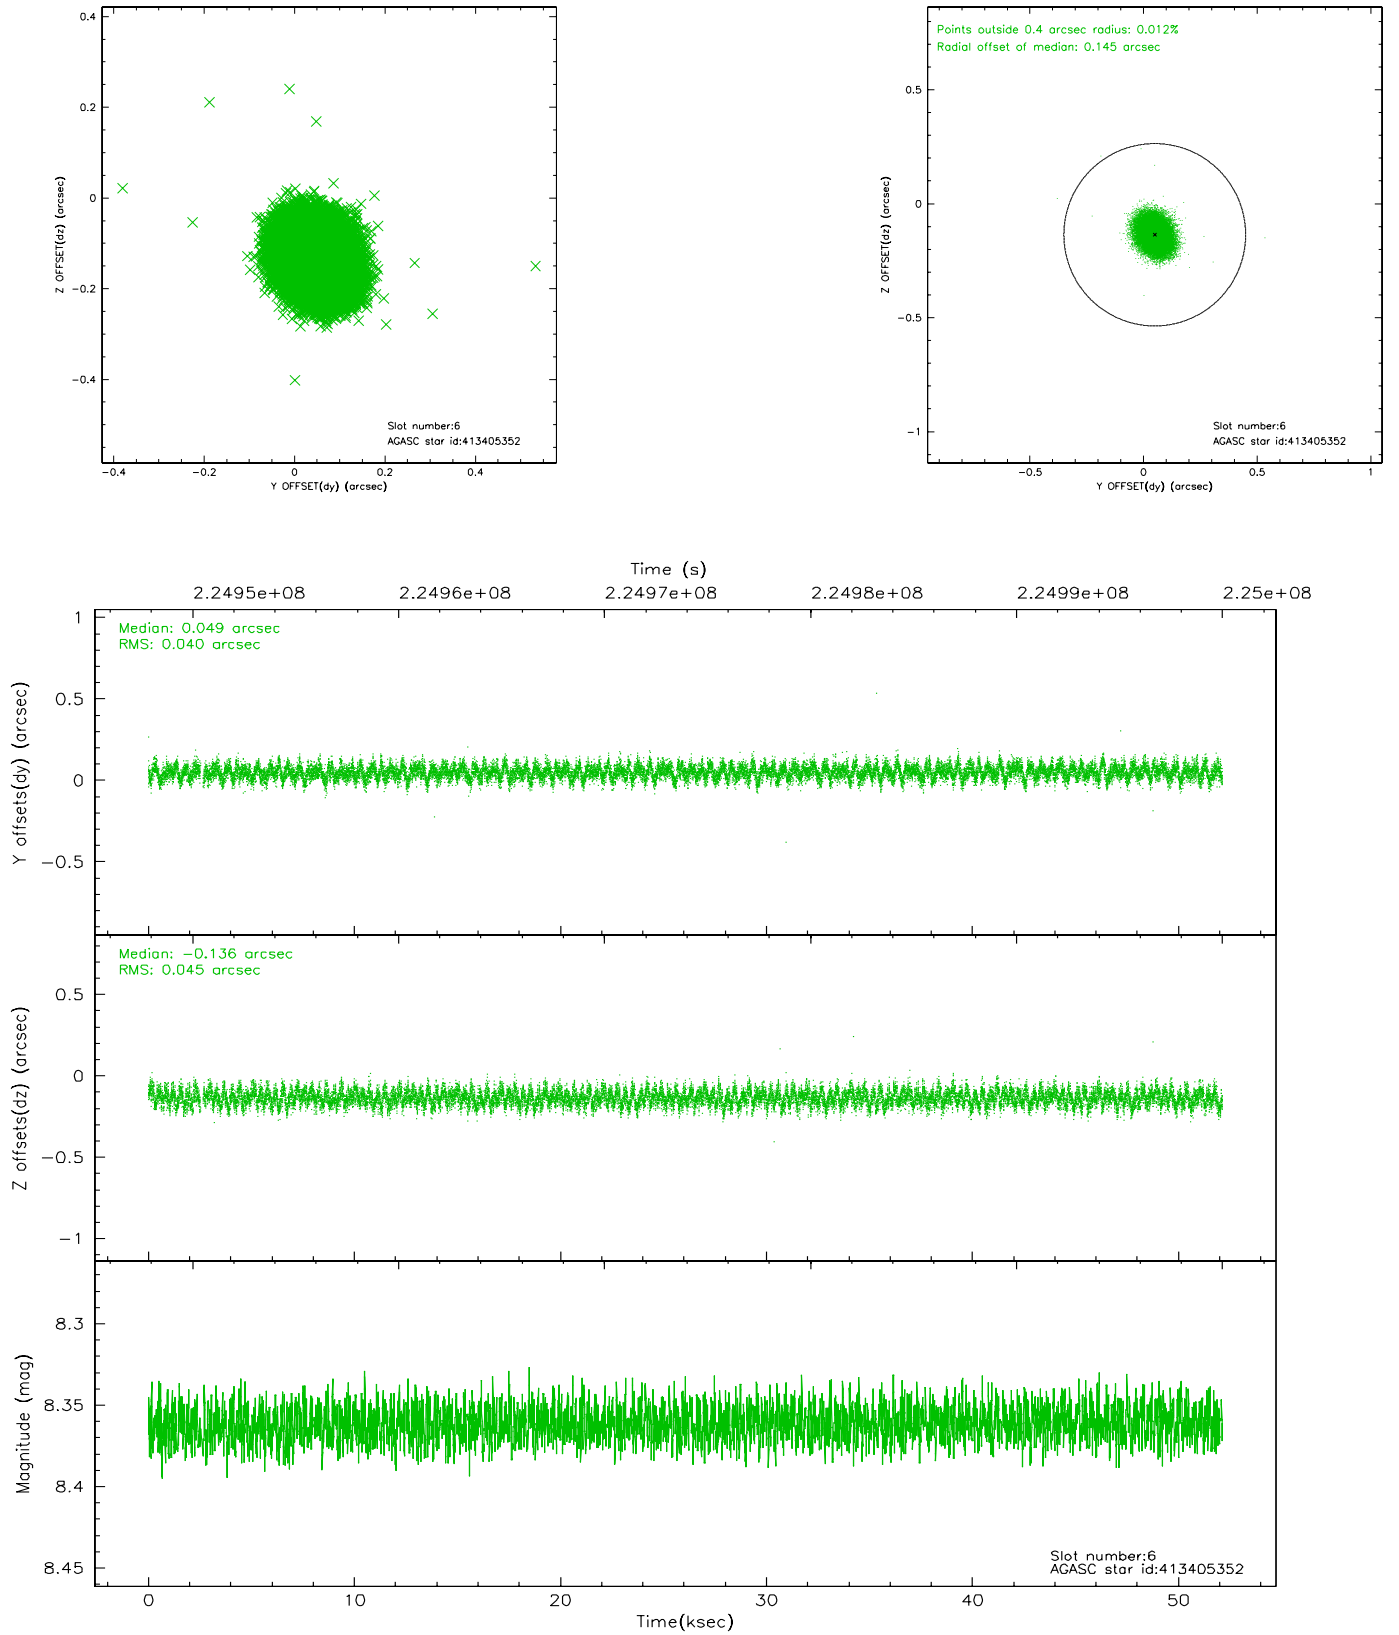 0.4
0.2
0
−0.2
−0.4
Z OFFSET(dz) (arcsec)
Slot number:6
AGASC star id:413405352
−0.4 −0.2 0 0.2 0.4
Y OFFSET(dy) (arcsec)
Points outside 0.4 arcsec radius: 0.012%
Radial offset of median: 0.145 arcsec
0.5
0
−0.5
−1
Z OFFSET(dz) (arcsec)
Slot number:6
AGASC star id:413405352
−0.5 0 0.5 1
Y OFFSET(dy) (arcsec)
Time (s)
2.2495e+08 2.2496e+08 2.2497e+08 2.2498e+08 2.2499e+08 2.25e+08
Median: 0.049 arcsec
RMS: 0.040 arcsec
1
0.5
0
−0.5
Y offsets(dy) (arcsec)
Median: −0.136 arcsec
RMS: 0.045 arcsec
0.5
0
−0.5
−1
Z offsets(dz) (arcsec)
8.3
8.35
8.4
8.45
Magnitude (mag)
Slot number:6
AGASC star id:413405352
0 10 20 30 40 50
Time(ksec)